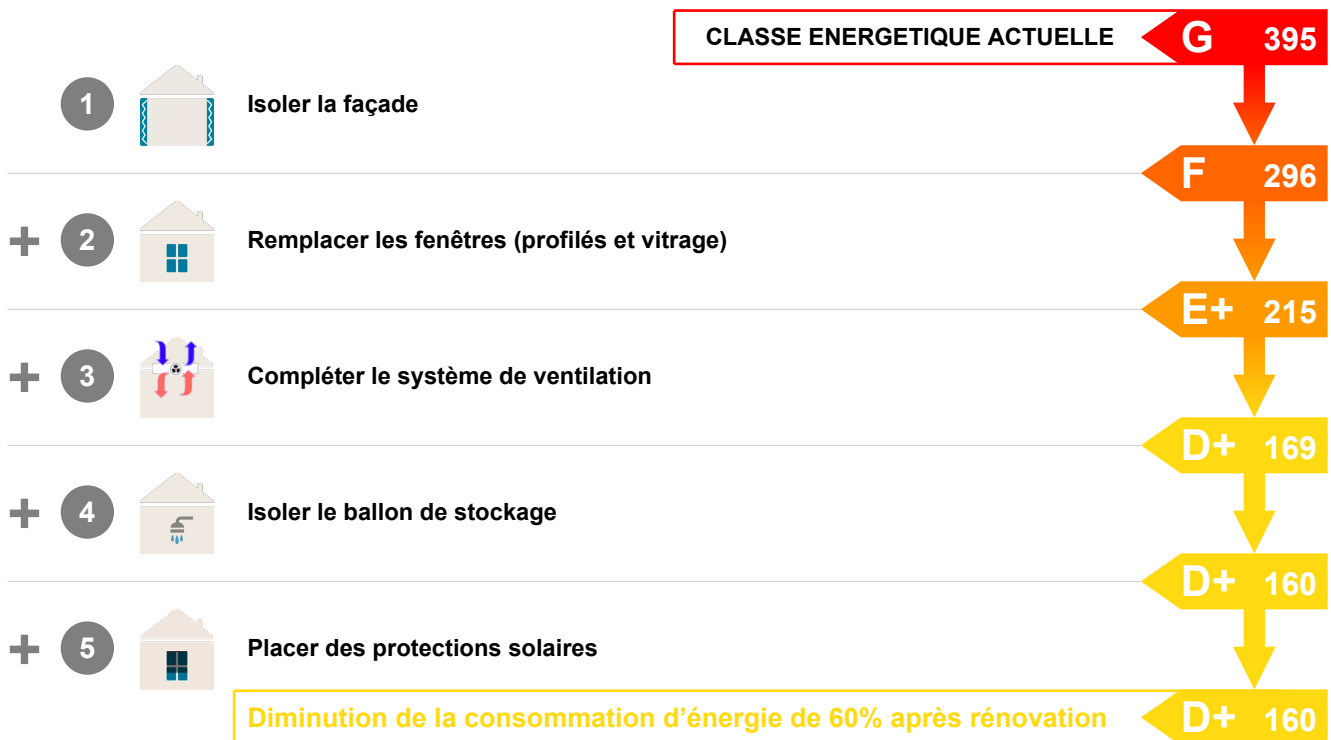 CLASSE ENERGETIQUE ACTUELLE G 395
1 Isoler la façade
F 296
+ 2 Remplacer les fenêtres (profilés et vitrage)
E+ 215
+ 3 Compléter le système de ventilation
D+ 169
+ 4 Isoler le ballon de stockage
D+ 160
+ 5 Placer des protections solaires
Diminution de la consommation d’énergie de 60% après rénovation D+ 160